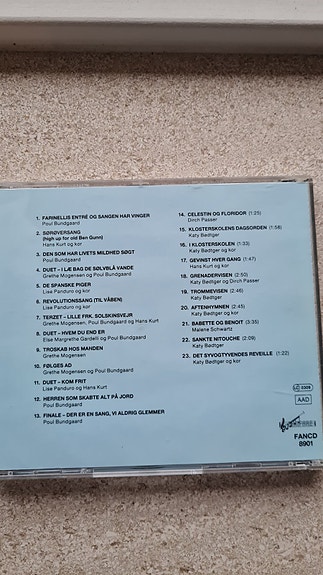 1. FARINELLIS ENTRÉ OG SANGEN HAR VINGER
Poul Bundgaard
2. SØRØVERSANG
(high up for old Ben Gunn)
Hans Kurt og kor
3. DEN SOM HAR LIVETS MILDHED SØGT
Poul Bundgaard
4. DUET – I LÆ BAG DE SØLVBLÅ VANDE
Grethe Mogensen og Poul Bundgaard
5. DE SPANSKE PIGER
Lise Panduro og kor
6. REVOLUTIONSSANG (TIL VÅBEN)
Lise Panduro og kor
7. TERZET – LILLE FRK. SOLSKINSVEJR
Grethe Mogensen, Poul Bundgaard og Hans Kurt
8. DUET – HVEM DU END ER
Else Margrethe Gardelli og Poul Bundgaard
9. TROSKAB HOS MANDEN
Grethe Mogensen
10. FØLGES AD
Grethe Mogensen og Poul Bundgaard
11. DUET – KOM FRIT
Lise Panduro og Hans Kurt
12. HERREN SOM SKABTE ALT PÅ JORD
Poul Bundgaard
13. FINALE – DER ER EN SANG, VI ALDRIG GLEMMER
Poul Bundgaard
14. CELESTIN OG FLORIDOR (1:25)
Dirch Passer
15. KLOSTERSKOLENS DAGSORDEN (1:58)
Katy Bødtger
16. I KLOSTERSKOLEN (1:33)
Katy Bødtger og kor
17. GEVINST HVER GANG (1:47)
Hans Kurt og kor
18. GRENADERVISEN (2:50)
Katy Bødtger og Dirch Passer
19. TROMMEVISEN (2:46)
Katy Bødtger og kor
20. AFTENHYMNEN (2:45)
Katy Bødtger og kor
21. BABETTE OG BENOIT (3:35)
Malene Schwartz
22. SANKTE NITOUCHE (2:09)
Katy Bødtger
23. DET SYVOGTYVENDES REVEILLE (1:22)
Katy Bødtger og kor
AAD
FANCD
8901